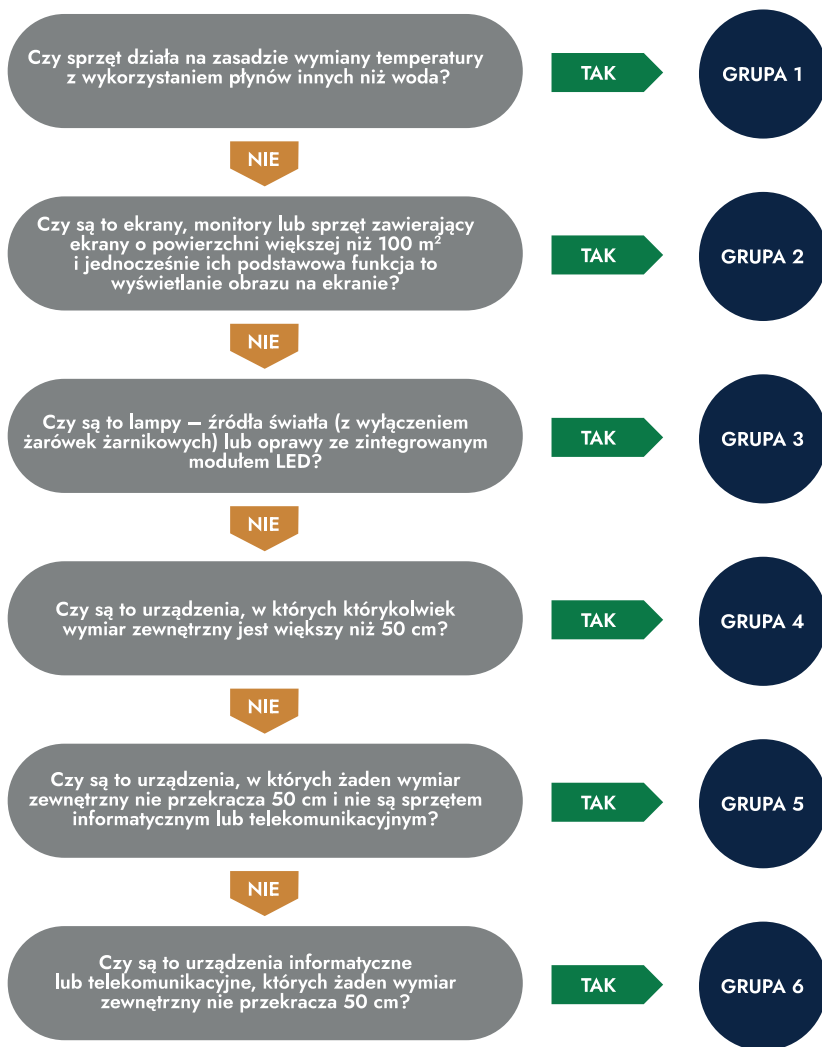 Czy sprzęt działa na zasadzie wymiany temperatury
z wykorzystaniem płynów innych niż woda?
TAK
GRUPA 1
NIE
Czy są to ekrany, monitory lub sprzęt zawierający
ekrany o powierzchni większej niż 100 m²
i jednocześnie ich podstawowa funkcja to
wyświetlanie obrazu na ekranie?
TAK
GRUPA 2
NIE
Czy są to lampy – źródła światła (z wyłączeniem
żarówek żarnikowych) lub oprawy ze zintegrowanym
modułem LED?
TAK
GRUPA 3
NIE
Czy są to urządzenia, w których którykolwiek
wymiar zewnętrzny jest większy niż 50 cm?
TAK
GRUPA 4
NIE
Czy są to urządzenia, w których żaden wymiar
zewnętrzny nie przekracza 50 cm i nie są sprzętem
informatycznym lub telekomunikacyjnym?
TAK
GRUPA 5
NIE
Czy są to urządzenia informatyczne
lub telekomunikacyjne, których żaden wymiar
zewnętrzny nie przekracza 50 cm?
TAK
GRUPA 6